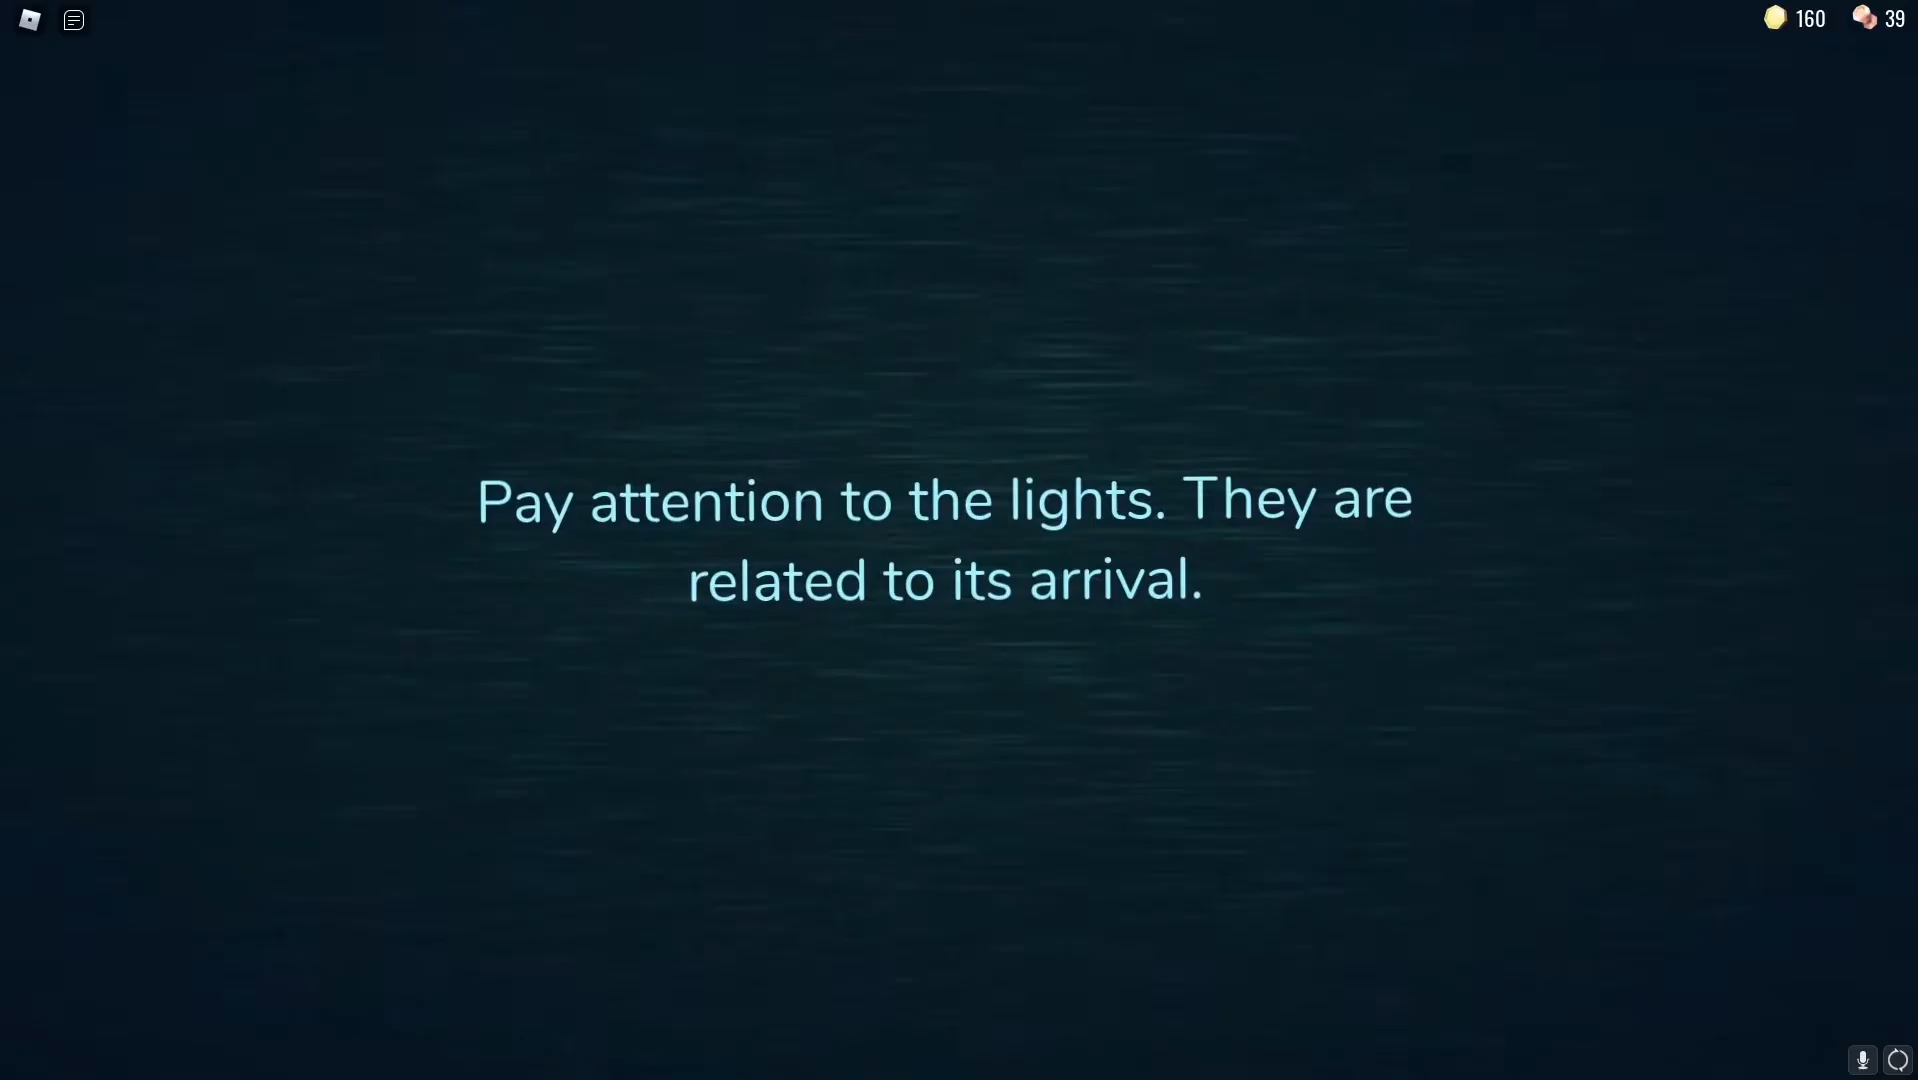 160 39
Pay attention to the lights. They are
related to its arrival.